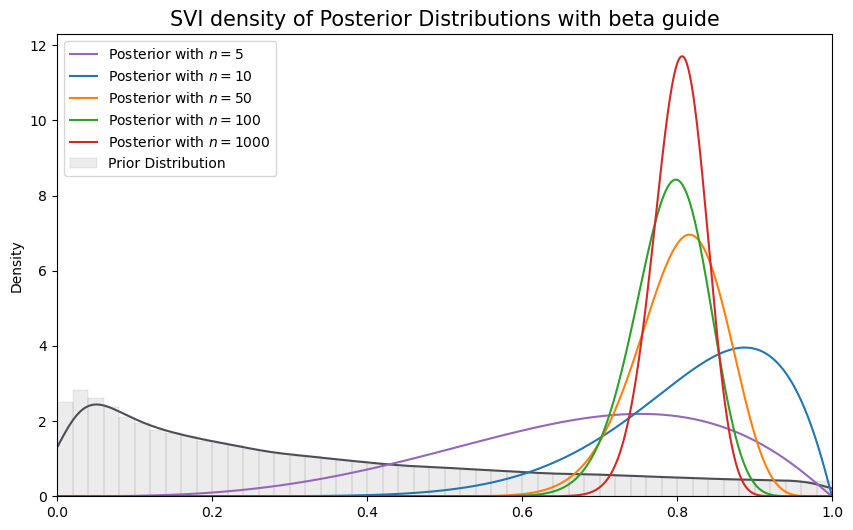 SVI density of Posterior Distributions with beta guide
Posterior with n = 5
Posterior with n = 10
Posterior with n = 50
Posterior with n = 100
Posterior with n = 1000
Prior Distribution
Density
12
10
8
6
4
2
0
0.0 0.2 0.4 0.6 0.8 1.0